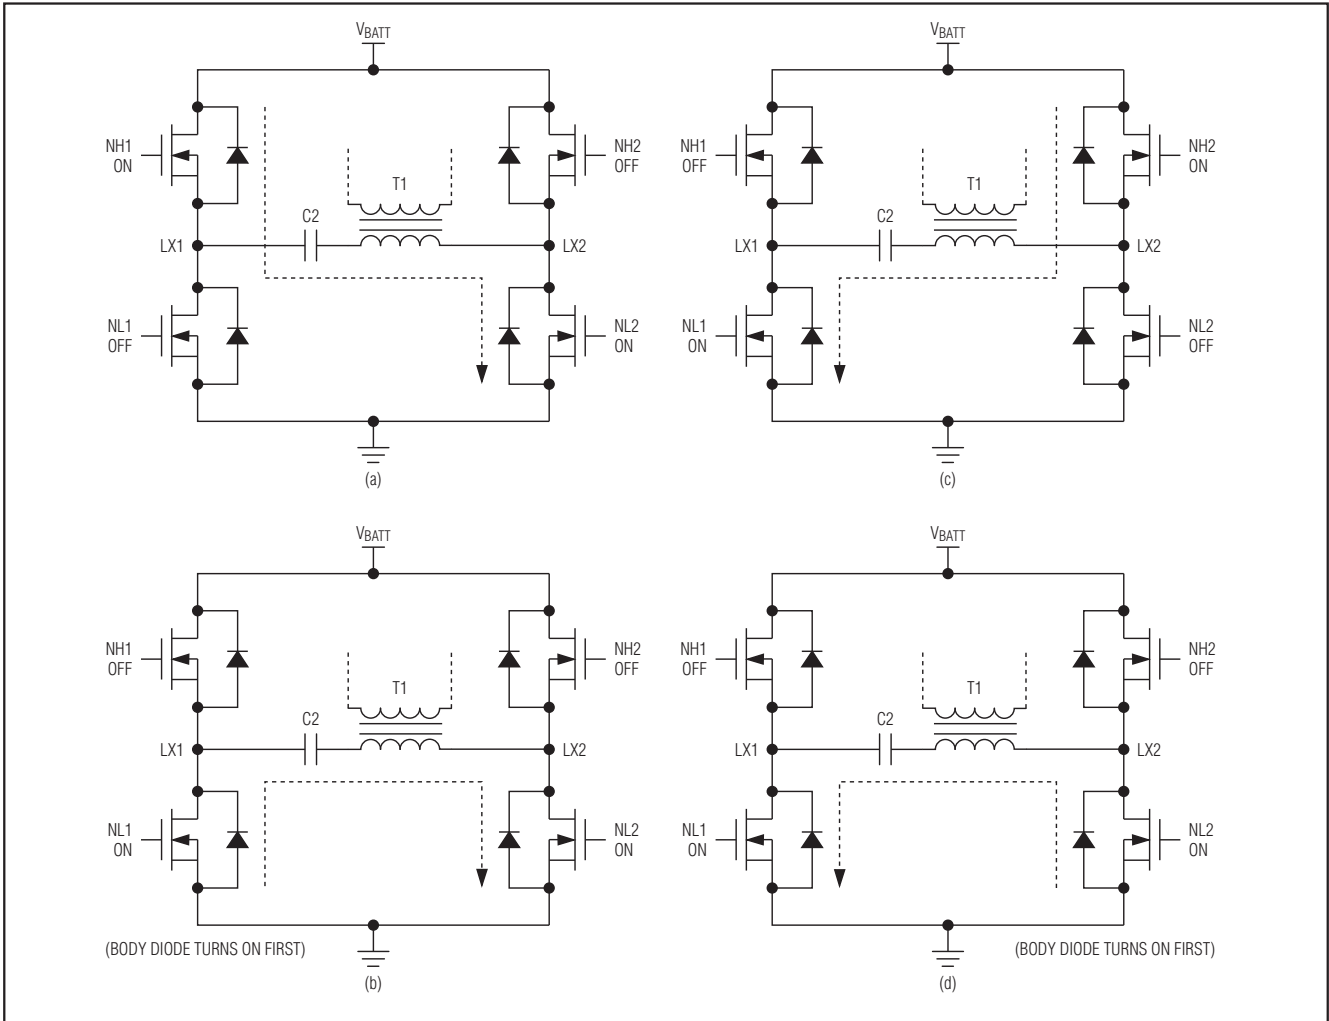 VBATT
NH1
ON
NH2
OFF
T1
C2
LX1
LX2
NL1
OFF
NL2
ON
(a)
VBATT
NH1
OFF
NH2
ON
T1
C2
LX1
LX2
NL1
ON
NL2
OFF
(c)
VBATT
NH1
OFF
NH2
OFF
T1
C2
LX1
LX2
NL1
ON
NL2
ON
(BODY DIODE TURNS ON FIRST)
(b)
VBATT
NH1
OFF
NH2
OFF
T1
C2
LX1
LX2
NL1
ON
NL2
ON
(BODY DIODE TURNS ON FIRST)
(d)